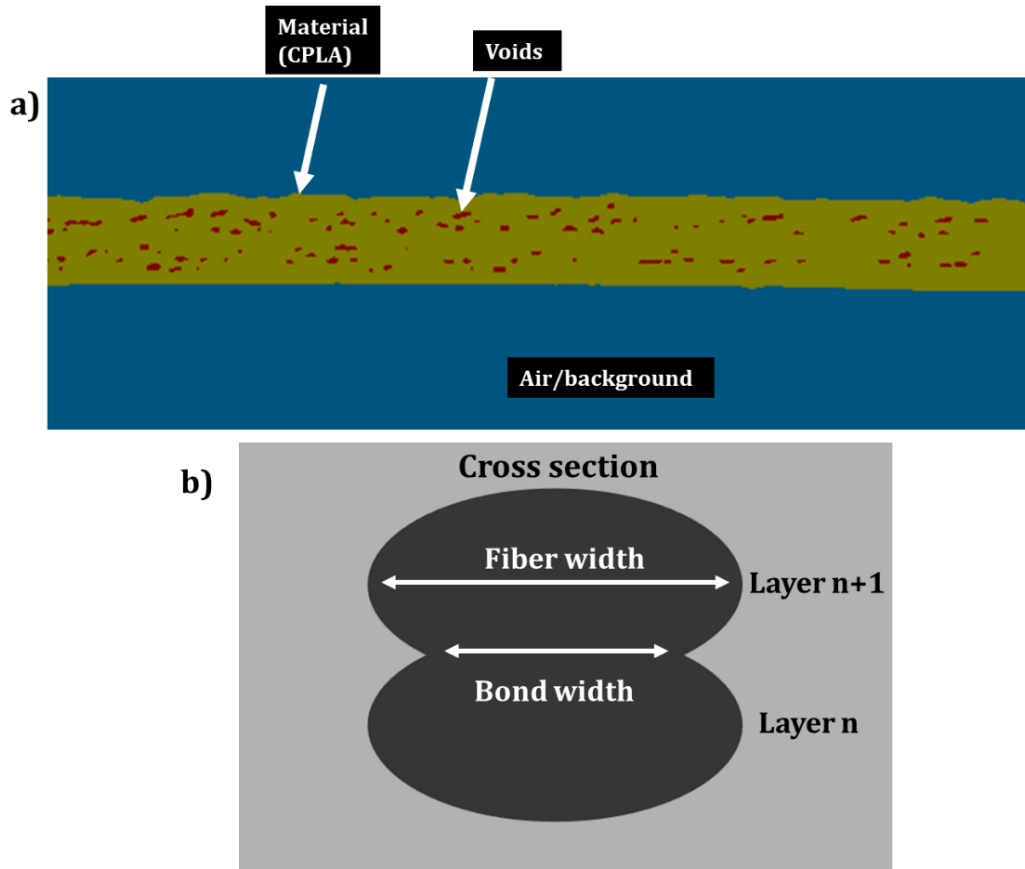 Material
(CPLA)
Voids
a)
Air/background
b)
Cross section
Fiber width
Layer n+1
Bond width
Layer n